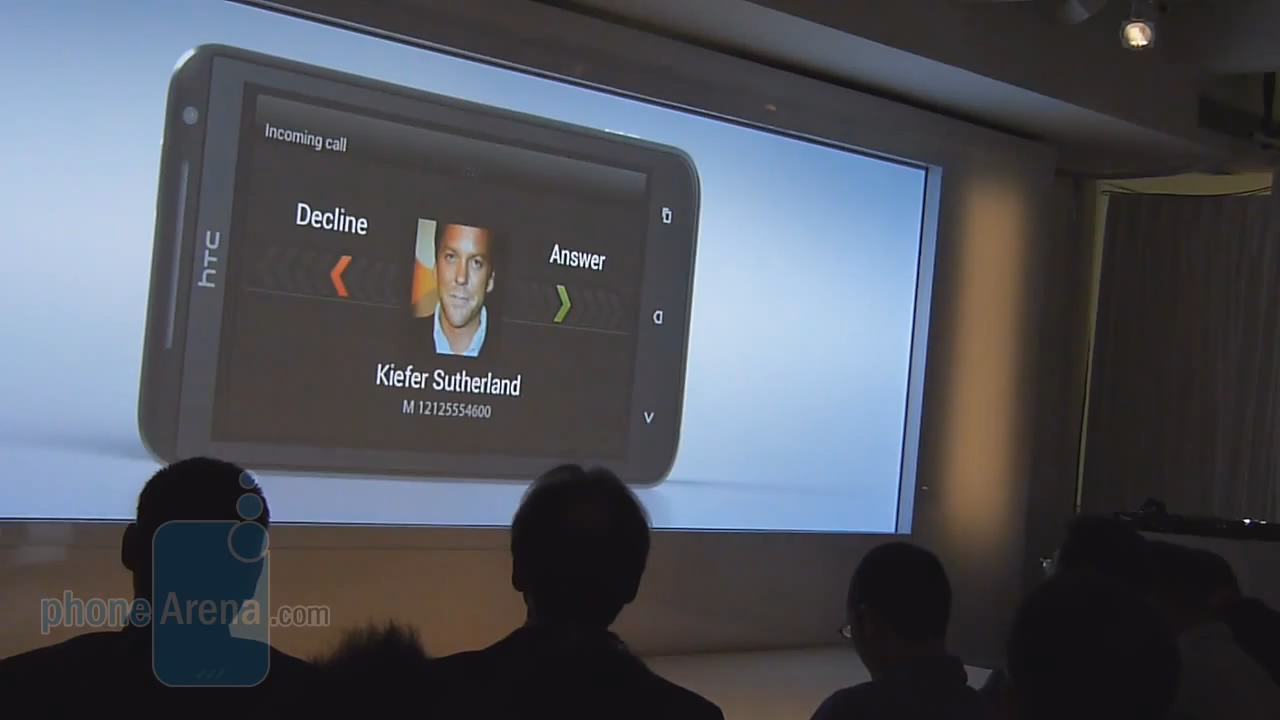 Incoming call
Decline
Answer
hTC
Kiefer Sutherland
M 12125554600
phoneArena.com